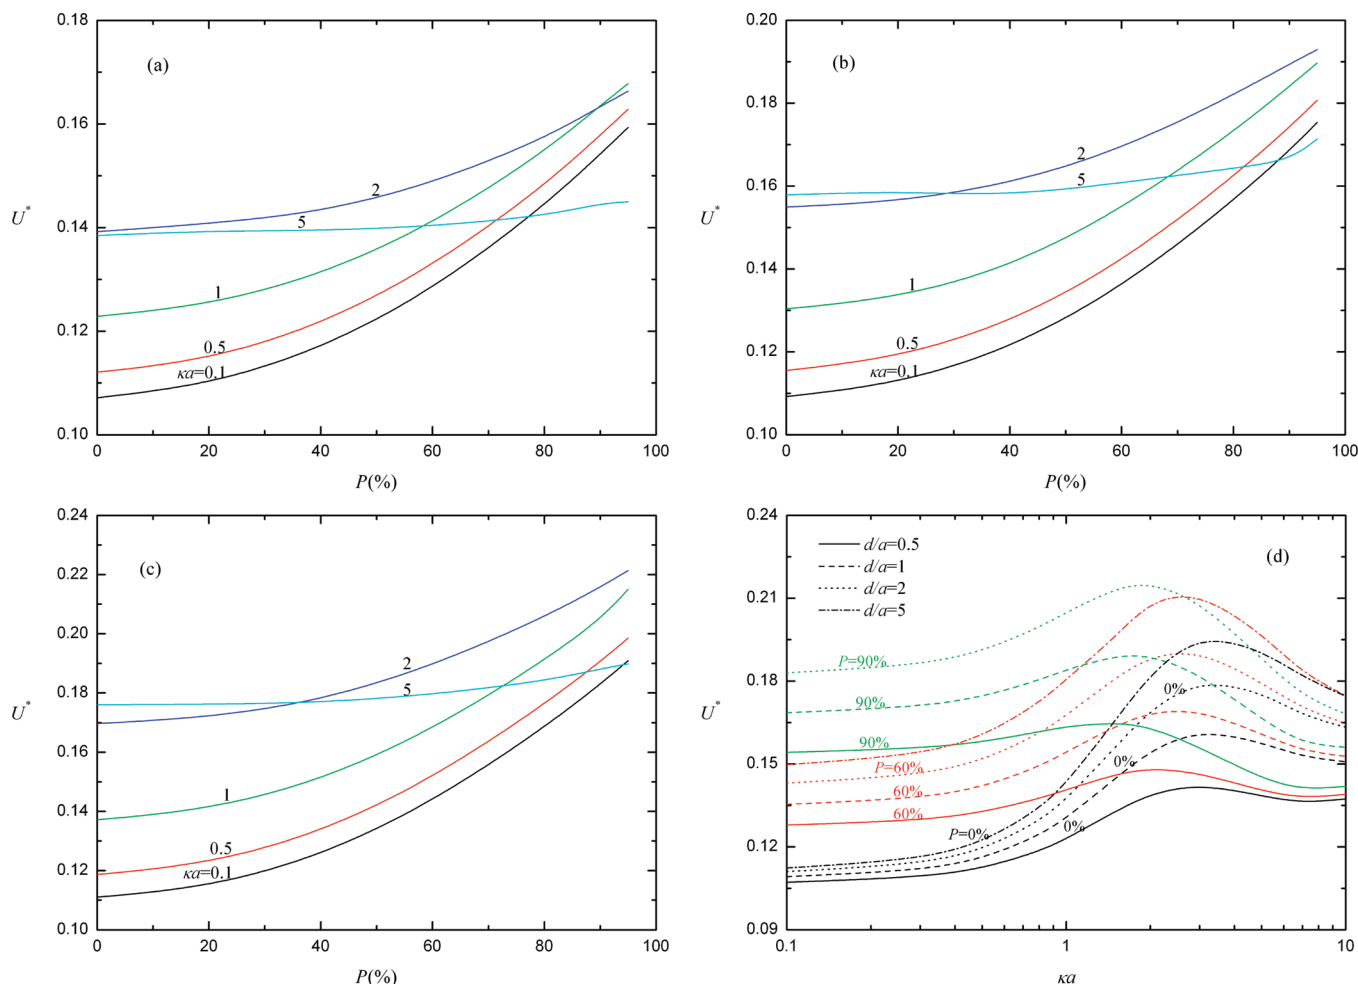 0.18
0.16
0.14
0.12
0.10
U*
(a)
2
5
1
0.5
κa=0.1
0 20 40 60 80 100
P(%)
0.20
0.18
0.16
0.14
0.12
0.10
U*
(b)
2
5
1
0.5
κa=0.1
0 20 40 60 80 100
P(%)
0.24
0.22
0.20
0.18
0.16
0.14
0.12
0.10
U*
(c)
2
5
1
0.5
κa=0.1
0 20 40 60 80 100
P(%)
0.24
0.21
0.18
0.15
0.12
0.09
U*
(d)
d/a=0.5
d/a=1
d/a=2
d/a=5
P=90%
90%
90%
P=60%
60%
60%
P=0%
0%
0%
0%
0.1 1 10
κa